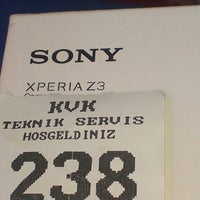 SONY
XPERIA Z3
KVK
TEKNIK SERVIS
HOSGELDINIZ
238